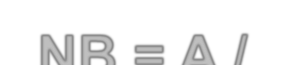 NB = A /